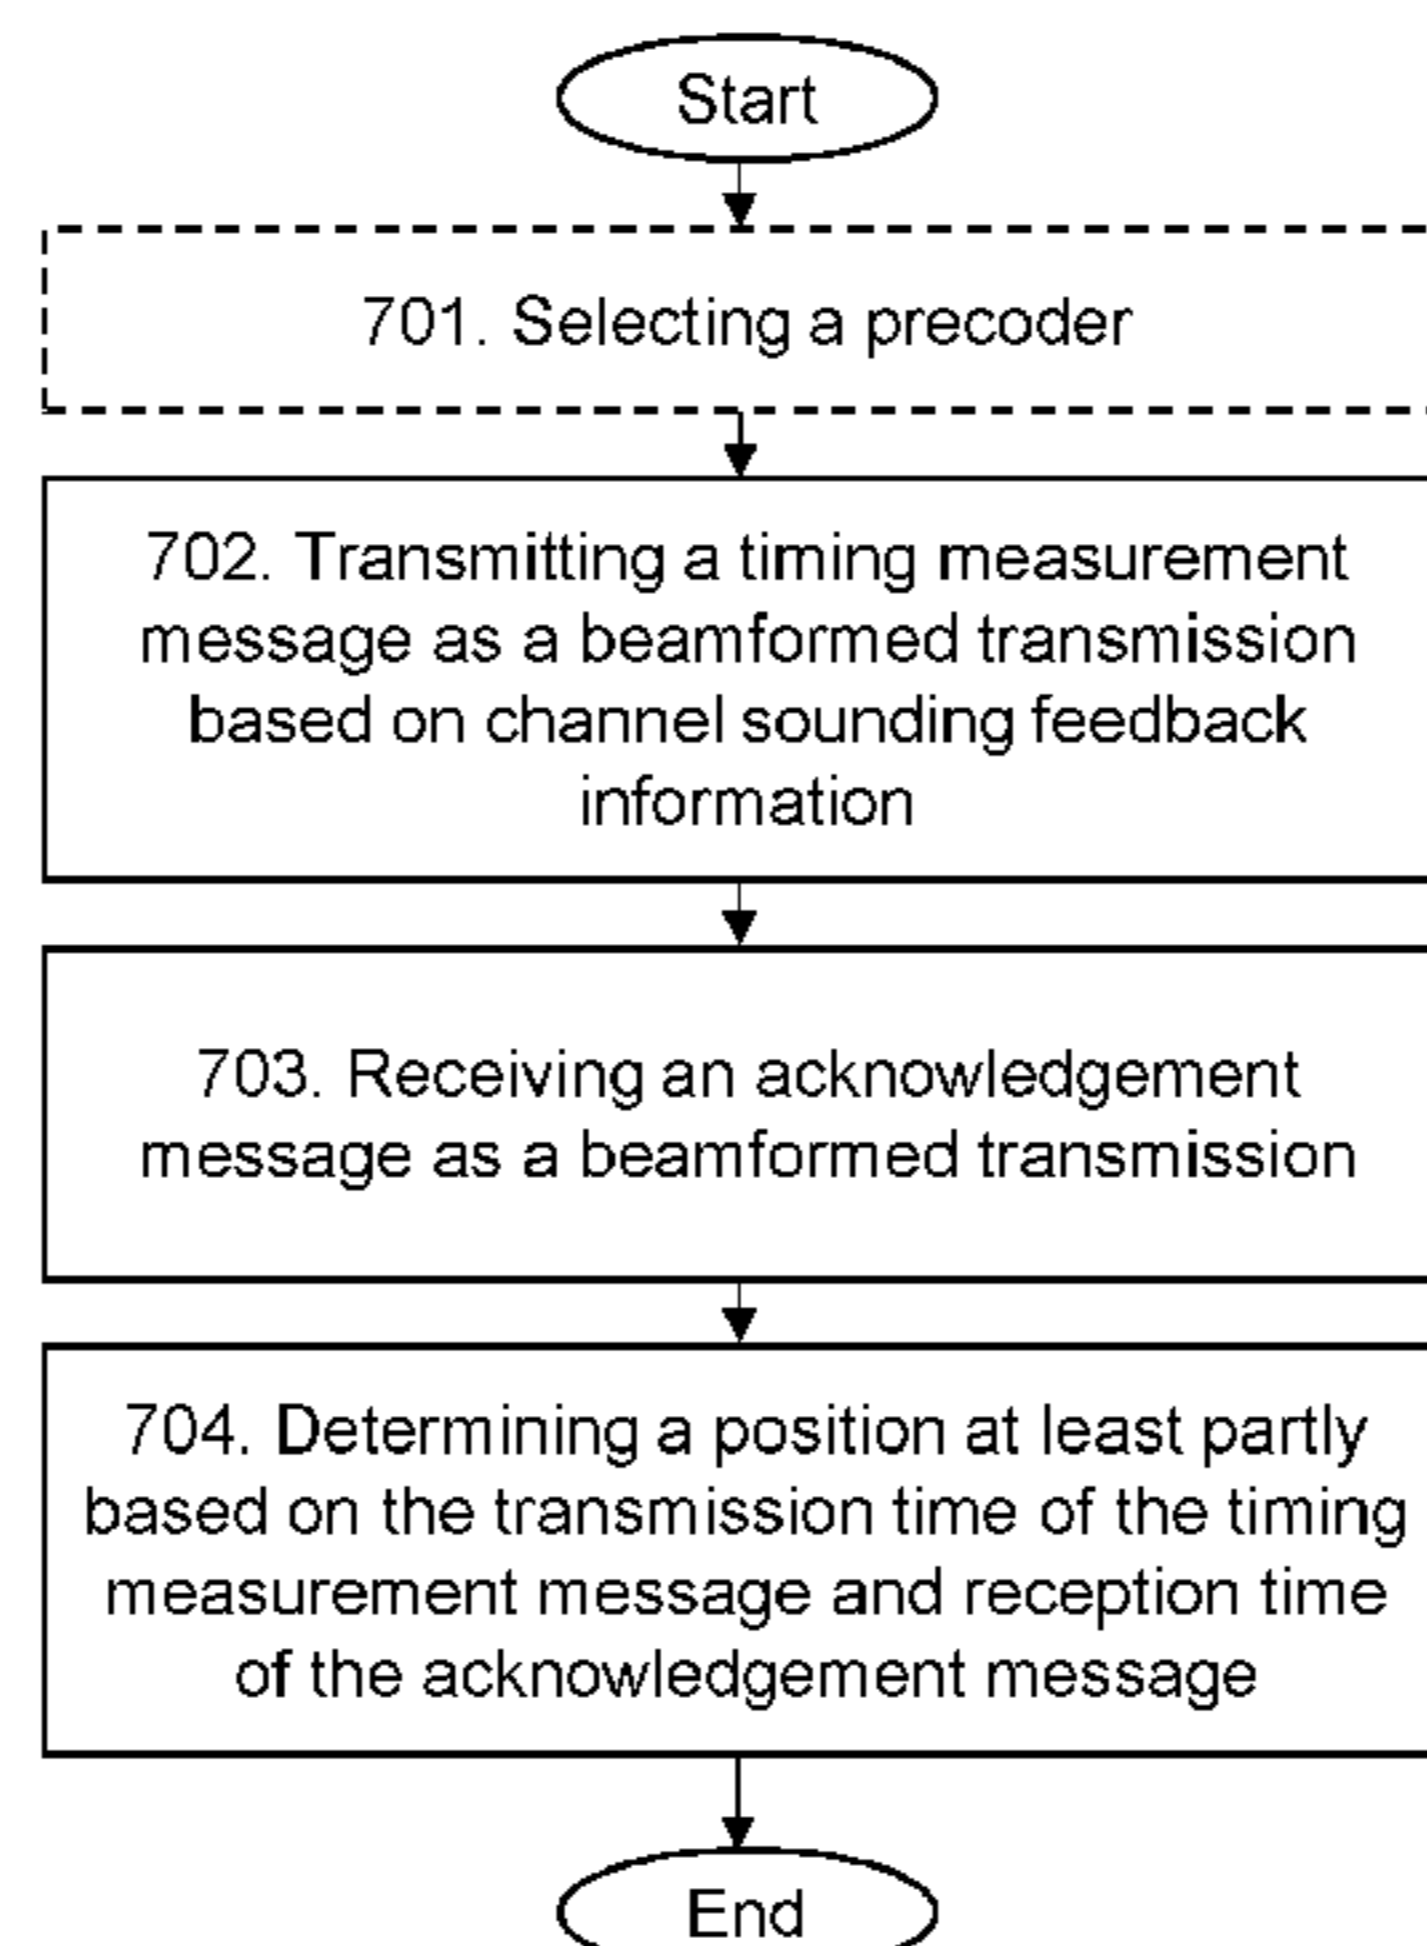 Start
701. Selecting a precoder
702. Transmitting a timing measurement
message as a beamformed transmission
based on channel sounding feedback
information
703. Receiving an acknowledgement
message as a beamformed transmission
704. Determining a position at least partly
based on the transmission time of the timing
measurement message and reception time
of the acknowledgement message
End